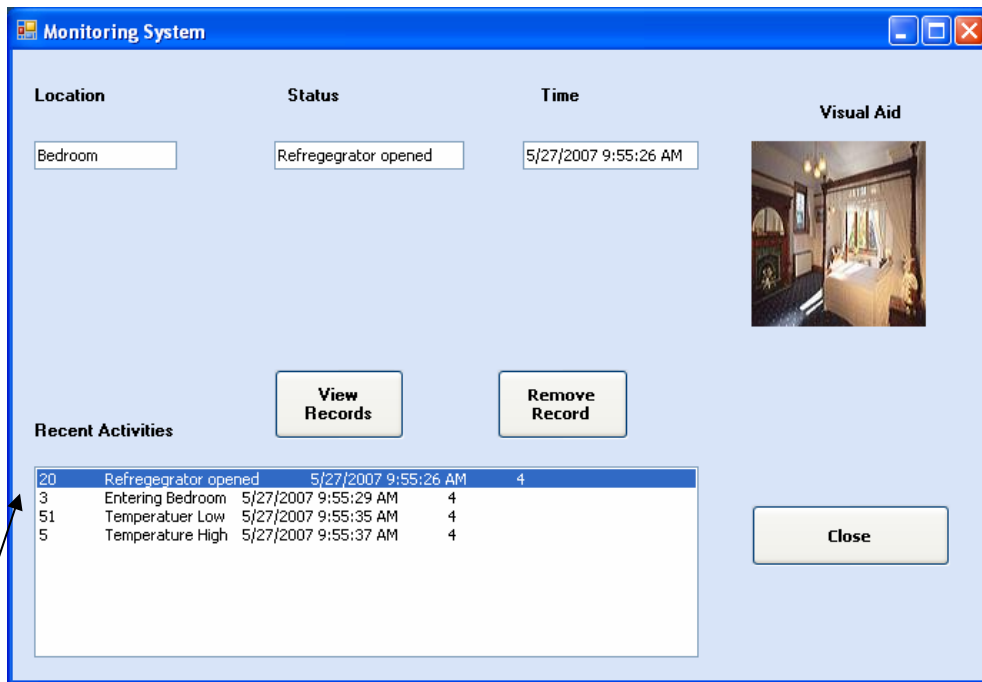 Monitoring System
Location Status Time
Visual Aid
Bedroom Refregegrator opened 5/27/2007 9:55:26 AM
View
Records
Remove
Record
Recent Activities
20 Refregegrator opened 5/27/2007 9:55:26 AM 4
3 Entering Bedroom 5/27/2007 9:55:29 AM 4
51 Temperatuer Low 5/27/2007 9:55:35 AM 4
5 Temperature High 5/27/2007 9:55:37 AM 4
Close